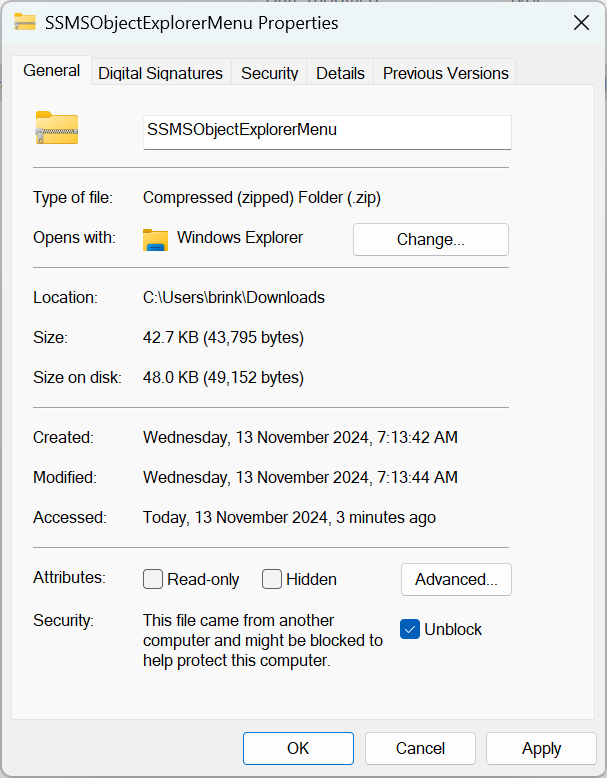 SSMSObjectExplorerMenu Properties
General Digital Signatures Security Details Previous Versions
SSMSObjectExplorerMenu
Type of file: Compressed (zipped) Folder (.zip)
Opens with: Windows Explorer Change...
Location: C:\Users\brink\Downloads
Size: 42.7 KB (43,795 bytes)
Size on disk: 48.0 KB (49,152 bytes)
Created: Wednesday, 13 November 2024, 7:13:42 AM
Modified: Wednesday, 13 November 2024, 7:13:44 AM
Accessed: Today, 13 November 2024, 3 minutes ago
Attributes: Read-only Hidden Advanced...
Security: This file came from another
computer and might be blocked to
help protect this computer.
Unblock
OK Cancel Apply